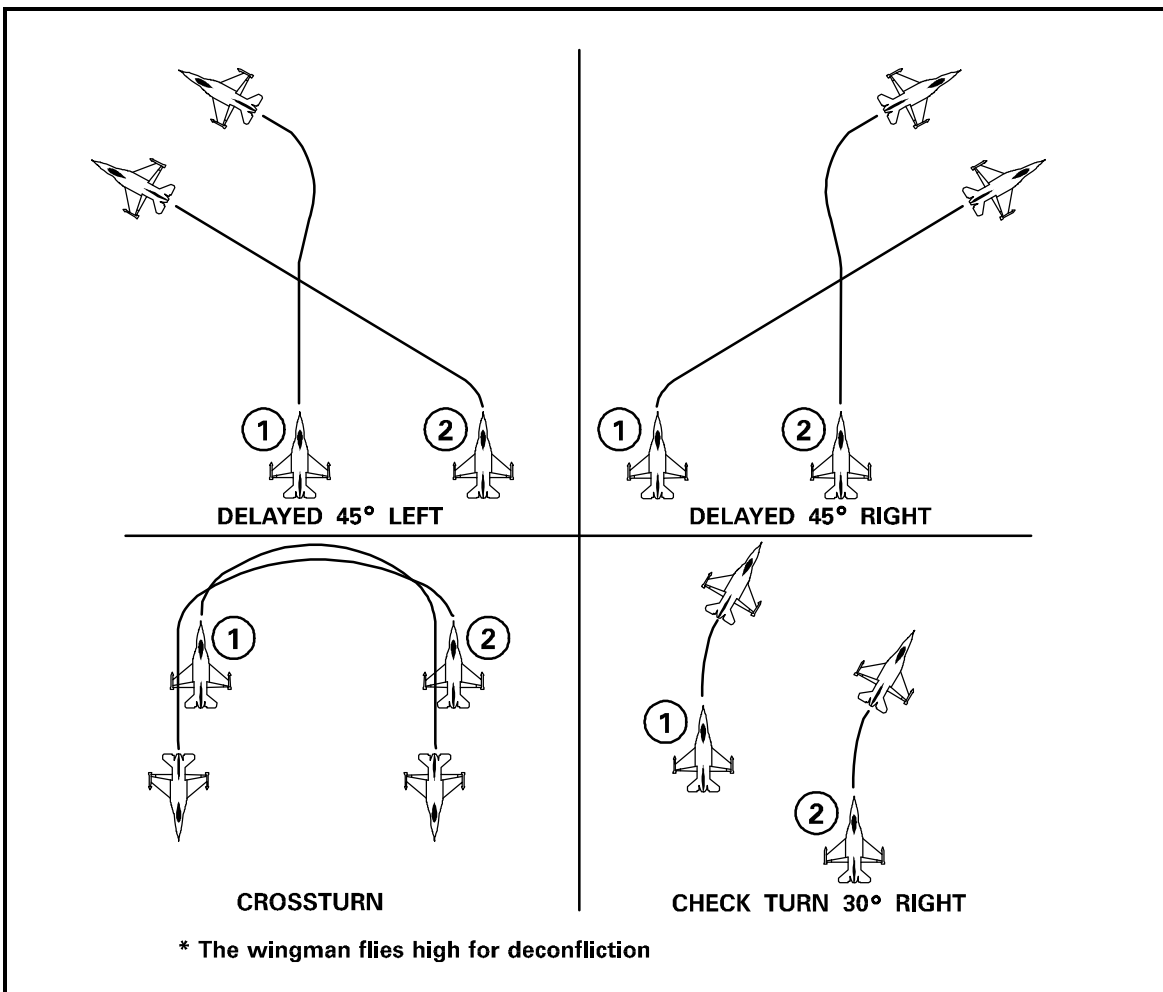 1
2
DELAYED 45° LEFT
1
2
DELAYED 45° RIGHT
1
2
CROSSTURN
1
2
CHECK TURN 30° RIGHT
* The wingman flies high for deconfliction